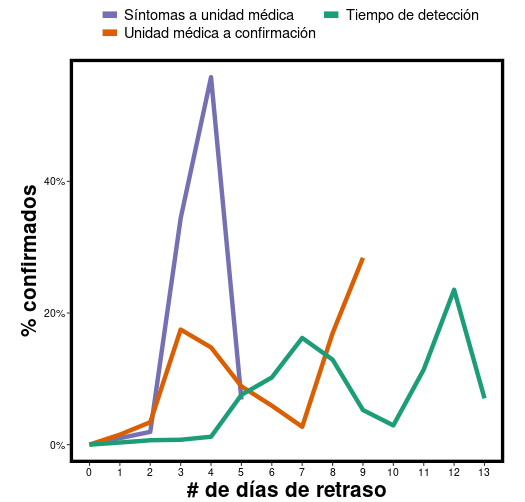 Síntomas a unidad médica
Tiempo de detección
Unidad médica a confirmación
% confirmados
40%
20%
0%
0 1 2 3 4 5 6 7 8 9 10 11 12 13
# de días de retraso